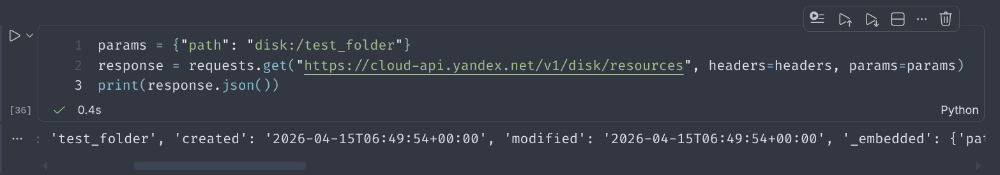 1 params = {"path": "disk:/test_folder"}
2 response = requests.get("https://cloud-api.yandex.net/v1/disk/resources", headers=headers, params=params)
3 print(response.json())
[36] 0.4s Python
: 'test_folder', 'created': '2026-04-15T06:49:54+00:00', 'modified': '2026-04-15T06:49:54+00:00', '_embedded': {'pat